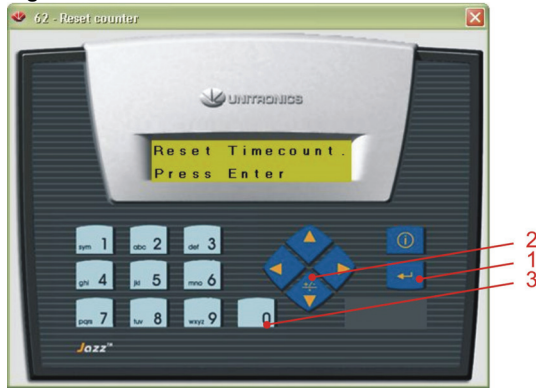 62 - Reset counter
UNITRONICS
Reset Timecount.
Press Enter
sym 1 abc 2 def 3
ghi 4 jkl 5 mno 6
pqrs 7 tuv 8 wxyz 9 0
+/-
i
2
1
3
Jazz™